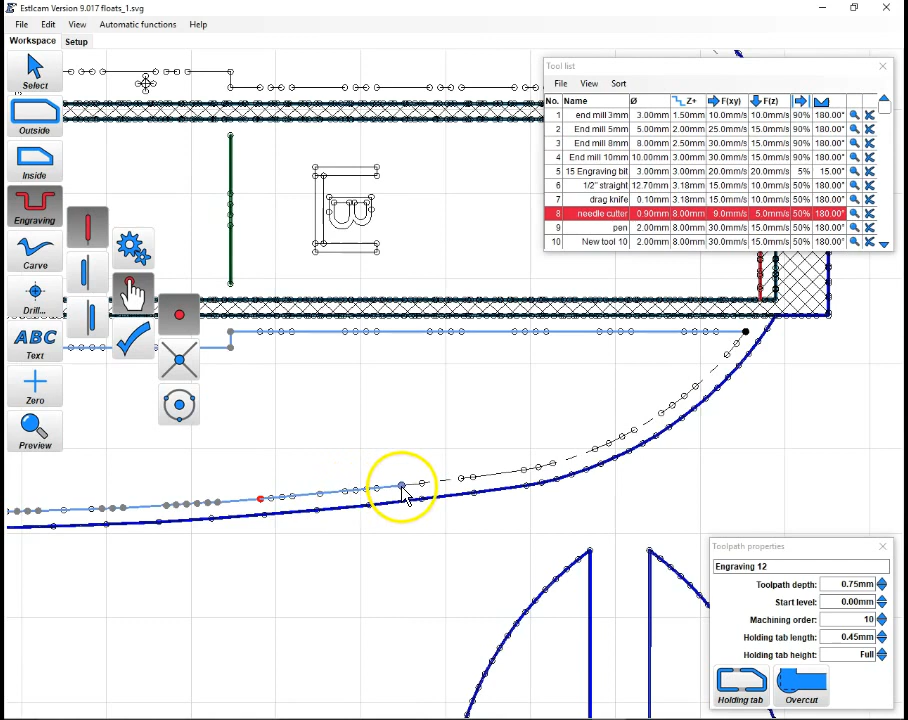 Estlcam Version 9.017 floats_1.svg
File Edit View Automatic functions Help
Workspace Setup
Select
Outside
Inside
Engraving
Carve
Drill...
ABC
Text
Zero
Preview
B
Tool list
File View Sort
No. Name Ø Z+ F(xy) F(z)
1 end mill 3mm 3.00mm 1.50mm 10.0mm/s 10.0mm/s 90% 180.00°
2 End mill 5mm 5.00mm 2.00mm 25.0mm/s 15.0mm/s 90% 180.00°
3 End mill 8mm 8.00mm 2.50mm 30.0mm/s 15.0mm/s 90% 180.00°
4 End mill 10mm 10.00mm 3.00mm 30.0mm/s 15.0mm/s 90% 180.00°
5 15 Engraving bit 3.00mm 3.00mm 30.0mm/s 15.0mm/s 5% 15.00°
6 1/2" straight 12.70mm 3.18mm 15.0mm/s 10.0mm/s 90% 180.00°
7 drag knife 0.10mm 3.18mm 15.0mm/s 15.0mm/s 50% 180.00°
8 needle cutter 0.90mm 8.00mm 9.0mm/s 5.0mm/s 50% 180.00°
9 pen 2.00mm 8.00mm 30.0mm/s 15.0mm/s 50% 180.00°
10 New tool 10 2.00mm 8.00mm 30.0mm/s 15.0mm/s 50% 180.00°
Toolpath properties
Engraving 12
Toolpath depth: 0.75mm
Start level: 0.00mm
Machining order: 10
Holding tab length: 0.45mm
Holding tab height: Full
Holding tab Overcut